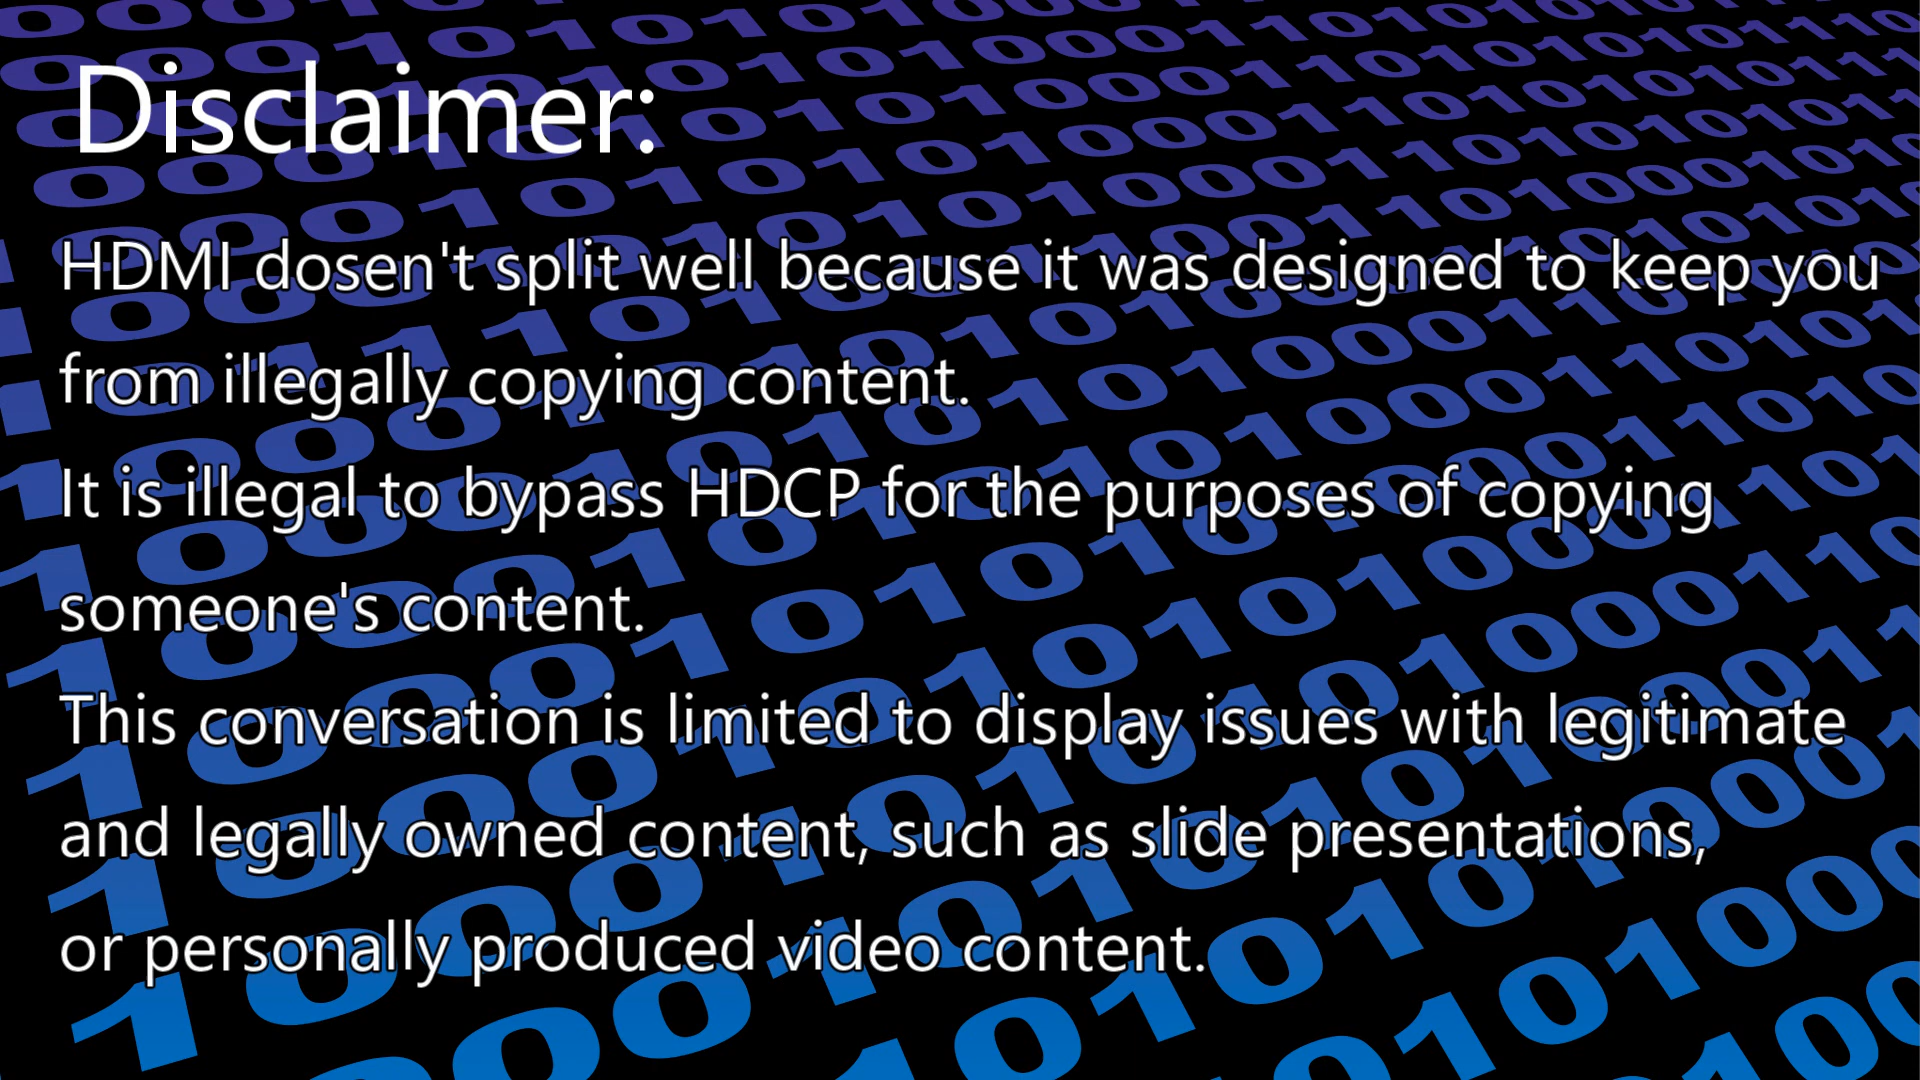 Disclaimer:
HDMI dosen't split well because it was designed to keep you
from illegally copying content.
It is illegal to bypass HDCP for the purposes of copying
someone's content.
This conversation is limited to display issues with legitimate
and legally owned content, such as slide presentations,
or personally produced video content.